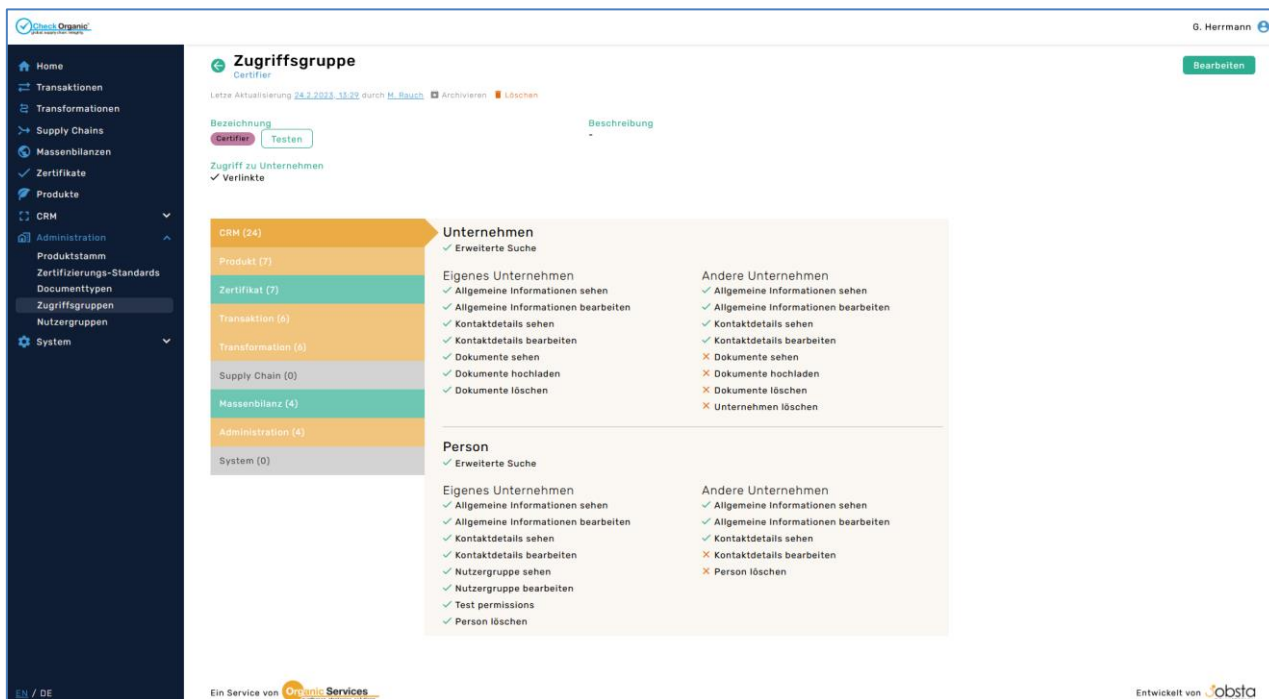 Check Organic
global supply chain integrity
G. Herrmann
Home
Transaktionen
Transformationen
Supply Chains
Massenbilanzen
Zertifikate
Produkte
CRM
Administration
Produktstamm
Zertifizierungs-Standards
Documenttypen
Zugriffsgruppen
Nutzergruppen
System
EN / DE
Zugriffsgruppe
Certifier
Bearbeiten
Letze Aktualisierung 24.2.2023, 13:29 durch M. Rauch Archivieren Löschen
Bezeichnung
Certifier Testen
Beschreibung
-
Zugriff zu Unternehmen
Verlinkte
CRM (24)
Produkt (7)
Zertifikat (7)
Transaktion (6)
Transformation (6)
Supply Chain (0)
Massenbilanz (4)
Administration (4)
System (0)
Unternehmen
Erweiterte Suche
Eigenes Unternehmen
Allgemeine Informationen sehen
Allgemeine Informationen bearbeiten
Kontaktdetails sehen
Kontaktdetails bearbeiten
Dokumente sehen
Dokumente hochladen
Dokumente löschen
Andere Unternehmen
Allgemeine Informationen sehen
Allgemeine Informationen bearbeiten
Kontaktdetails sehen
Kontaktdetails bearbeiten
Dokumente sehen
Dokumente hochladen
Dokumente löschen
Unternehmen löschen
Person
Erweiterte Suche
Eigenes Unternehmen
Allgemeine Informationen sehen
Allgemeine Informationen bearbeiten
Kontaktdetails sehen
Kontaktdetails bearbeiten
Nutzergruppe sehen
Nutzergruppe bearbeiten
Test permissions
Person löschen
Andere Unternehmen
Allgemeine Informationen sehen
Allgemeine Informationen bearbeiten
Kontaktdetails sehen
Kontaktdetails bearbeiten
Person löschen
Ein Service von Organic Services
Entwickelt von Jobsta